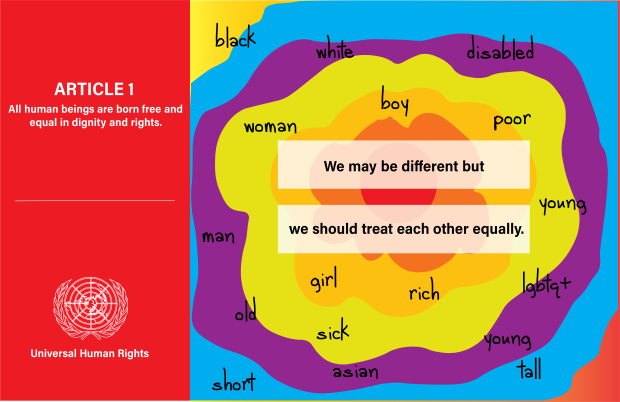 ARTICLE 1
All human beings are born free and
equal in dignity and rights.
Universal Human Rights
black
white
disabled
boy
poor
woman
We may be different but
young
we should treat each other equally.
man
girl
rich
lgbtq+
old
sick
young
asian
tall
short